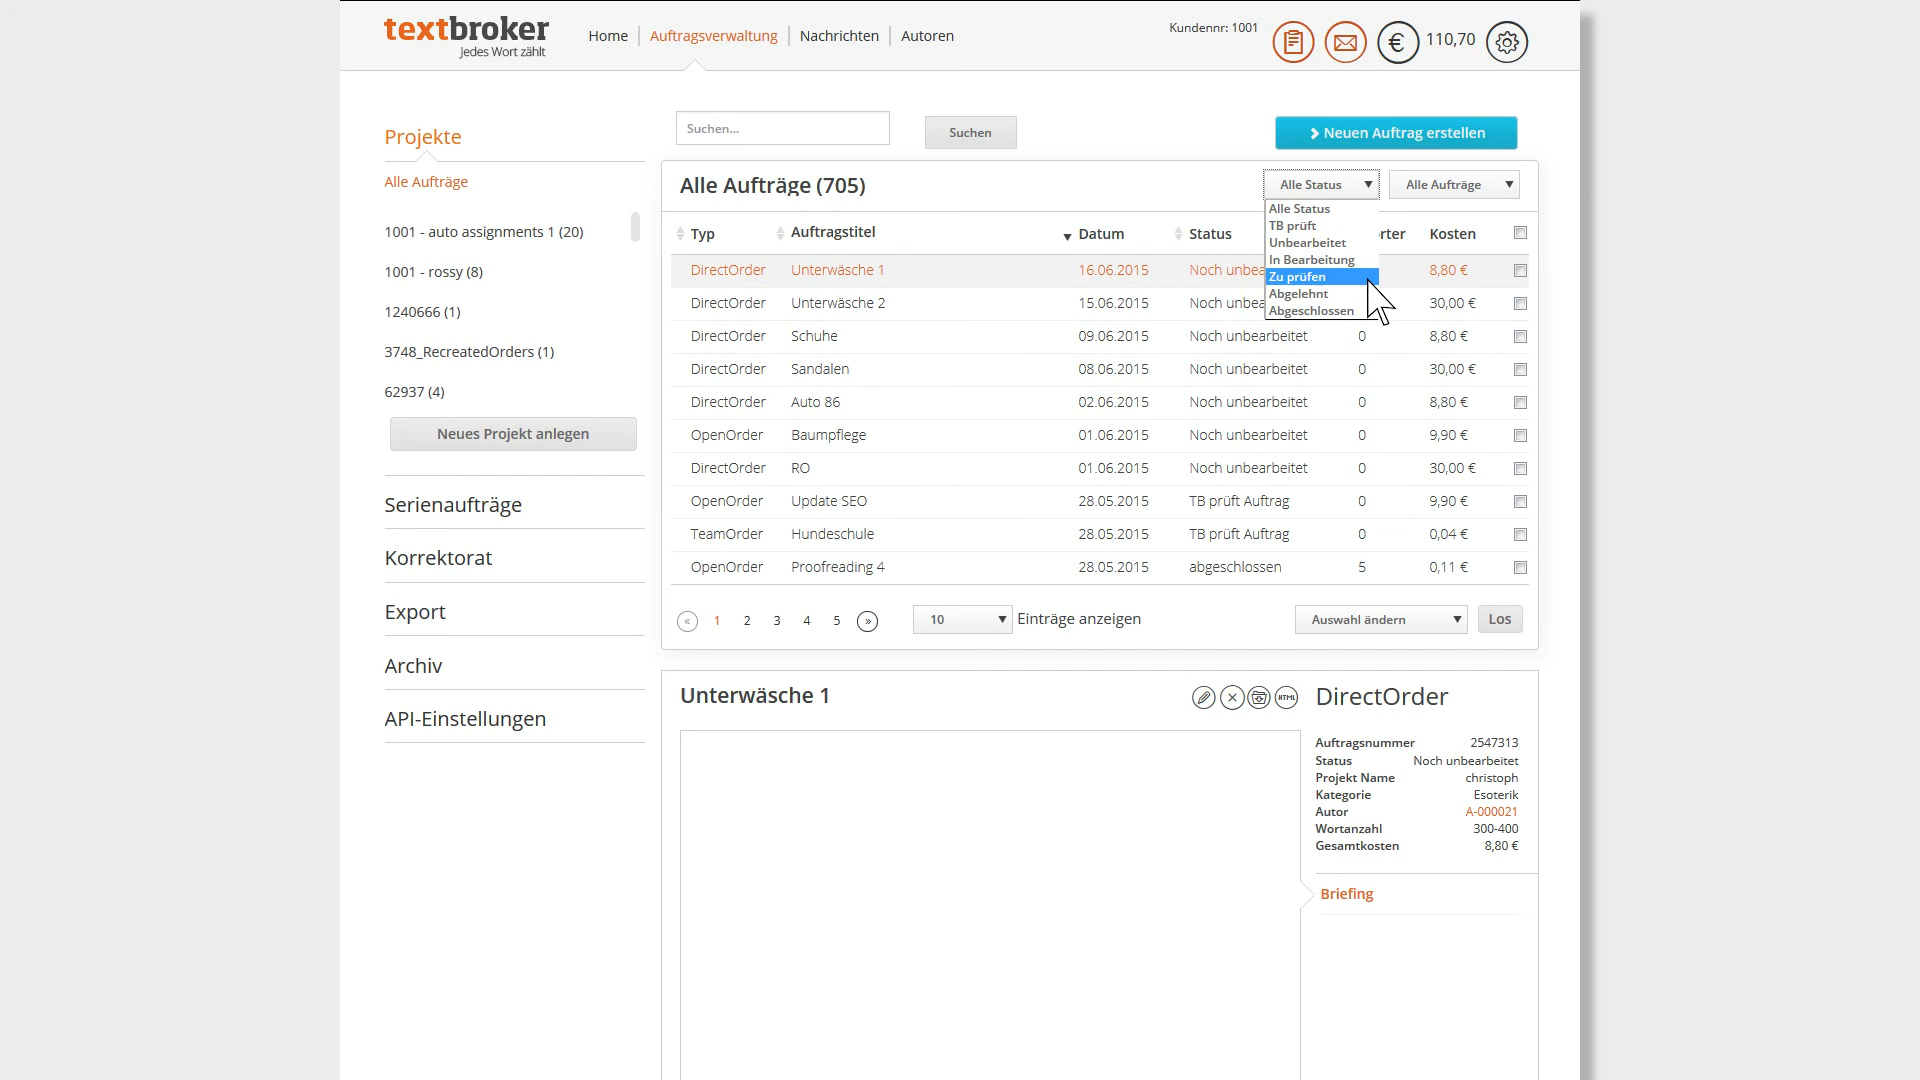 textbroker
Jedes Wort zählt
Home
Auftragsverwaltung
Nachrichten
Autoren
Kundennr: 1001
€
110,70
Projekte
Alle Aufträge
1001 - auto assignments 1 (20)
1001 - rossy (8)
1240666 (1)
3748_RecreatedOrders (1)
62937 (4)
Neues Projekt anlegen
Serienaufträge
Korrektorat
Export
Archiv
API-Einstellungen
Suchen...
Suchen
Neuen Auftrag erstellen
Alle Aufträge (705)
Alle Status
Alle Aufträge
Alle Status
TB prüft
Unbearbeitet
In Bearbeitung
Zu prüfen
Abgelehnt
Abgeschlossen
Typ Auftragstitel Datum Status rter Kosten
DirectOrder Unterwäsche 1 16.06.2015 Noch unbea 8,80 €
DirectOrder Unterwäsche 2 15.06.2015 Noch unbea 30,00 €
DirectOrder Schuhe 09.06.2015 Noch unbearbeitet 0 8,80 €
DirectOrder Sandalen 08.06.2015 Noch unbearbeitet 0 30,00 €
DirectOrder Auto 86 02.06.2015 Noch unbearbeitet 0 8,80 €
OpenOrder Baumpflege 01.06.2015 Noch unbearbeitet 0 9,90 €
DirectOrder RO 01.06.2015 Noch unbearbeitet 0 30,00 €
OpenOrder Update SEO 28.05.2015 TB prüft Auftrag 0 9,90 €
TeamOrder Hundeschule 28.05.2015 TB prüft Auftrag 0 0,04 €
OpenOrder Proofreading 4 28.05.2015 abgeschlossen 5 0,11 €
« 1 2 3 4 5 »
10 Einträge anzeigen
Auswahl ändern
Los
Unterwäsche 1
HTML
DirectOrder
Auftragsnummer 2547313
Status Noch unbearbeitet
Projekt Name christoph
Kategorie Esoterik
Autor A-000021
Wortanzahl 300-400
Gesamtkosten 8,80 €
Briefing